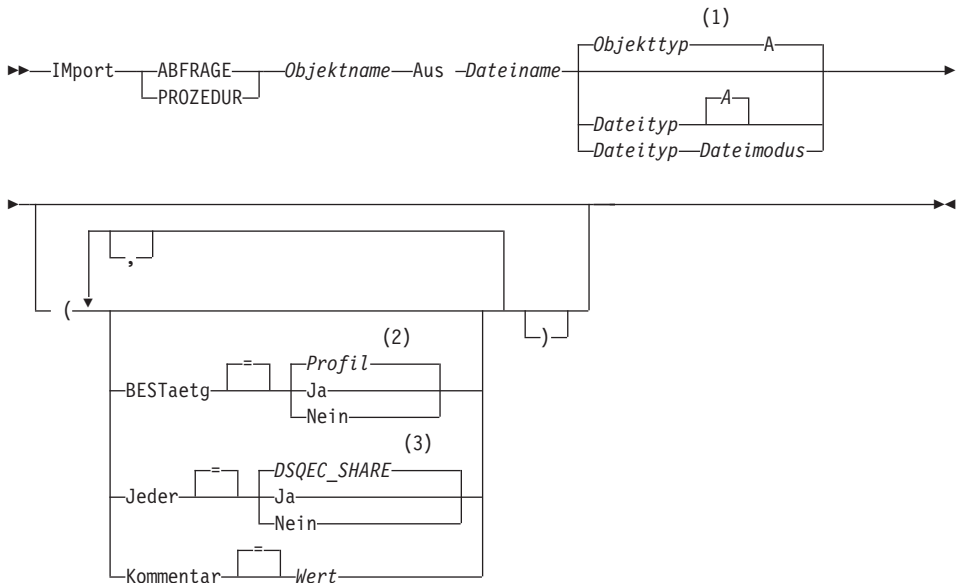 (1)
Objekttyp A
IMport ABFRAGE Objektname Aus Dateiname
PROZEDUR
A
Dateityp
Dateityp Dateimodus
,
(
)
(2)
= Profil
BESTaetg Ja
Nein
(3)
= DSQEC_SHARE
Jeder Ja
Nein
=
Kommentar Wert